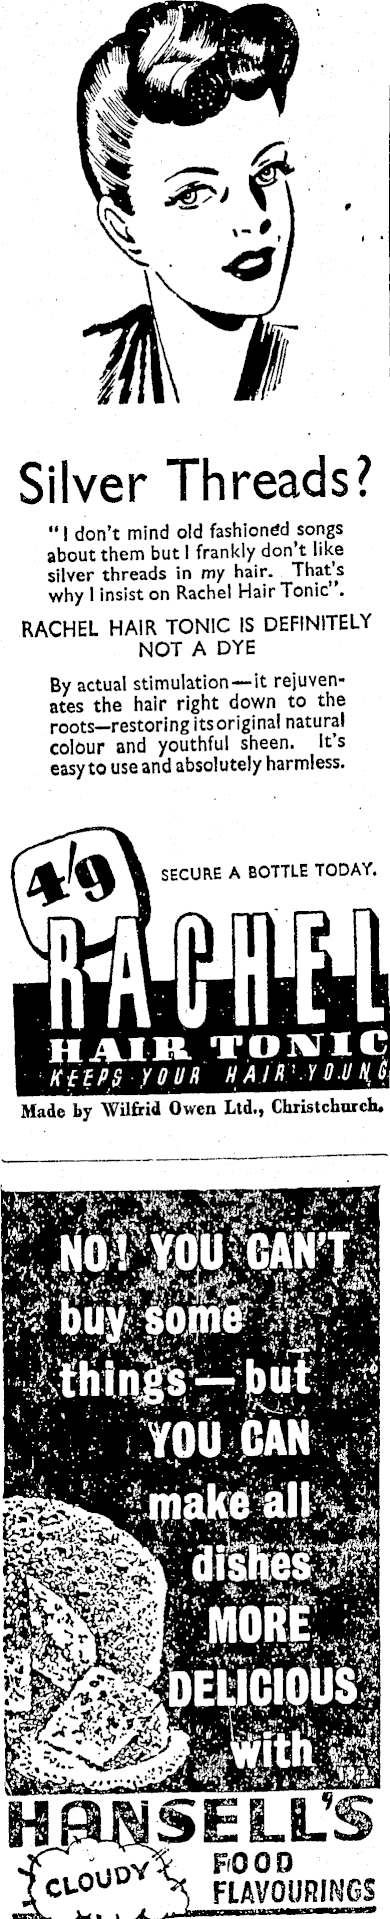 Silver Threads?
"I don't mind old fashioned songs
about them but I frankly don't like
silver threads in my hair. That's
why I insist on Rachel Hair Tonic".
RACHEL HAIR TONIC IS DEFINITELY
NOT A DYE
By actual stimulation—it rejuven-
ates the hair right down to the
roots—restoring its original natural
colour and youthful sheen. It's
easy to use and absolutely harmless.
4/9
SECURE A BOTTLE TODAY.
RACHEL
HAIR TONIC
KEEPS YOUR HAIR YOUNG
Made by Wilfrid Owen Ltd., Christchurch.
NO! YOU CAN'T
buy some
things — but
YOU CAN
make all
dishes
MORE
DELICIOUS
with
HANSELL'S
CLOUDY
FOOD
FLAVOURINGS